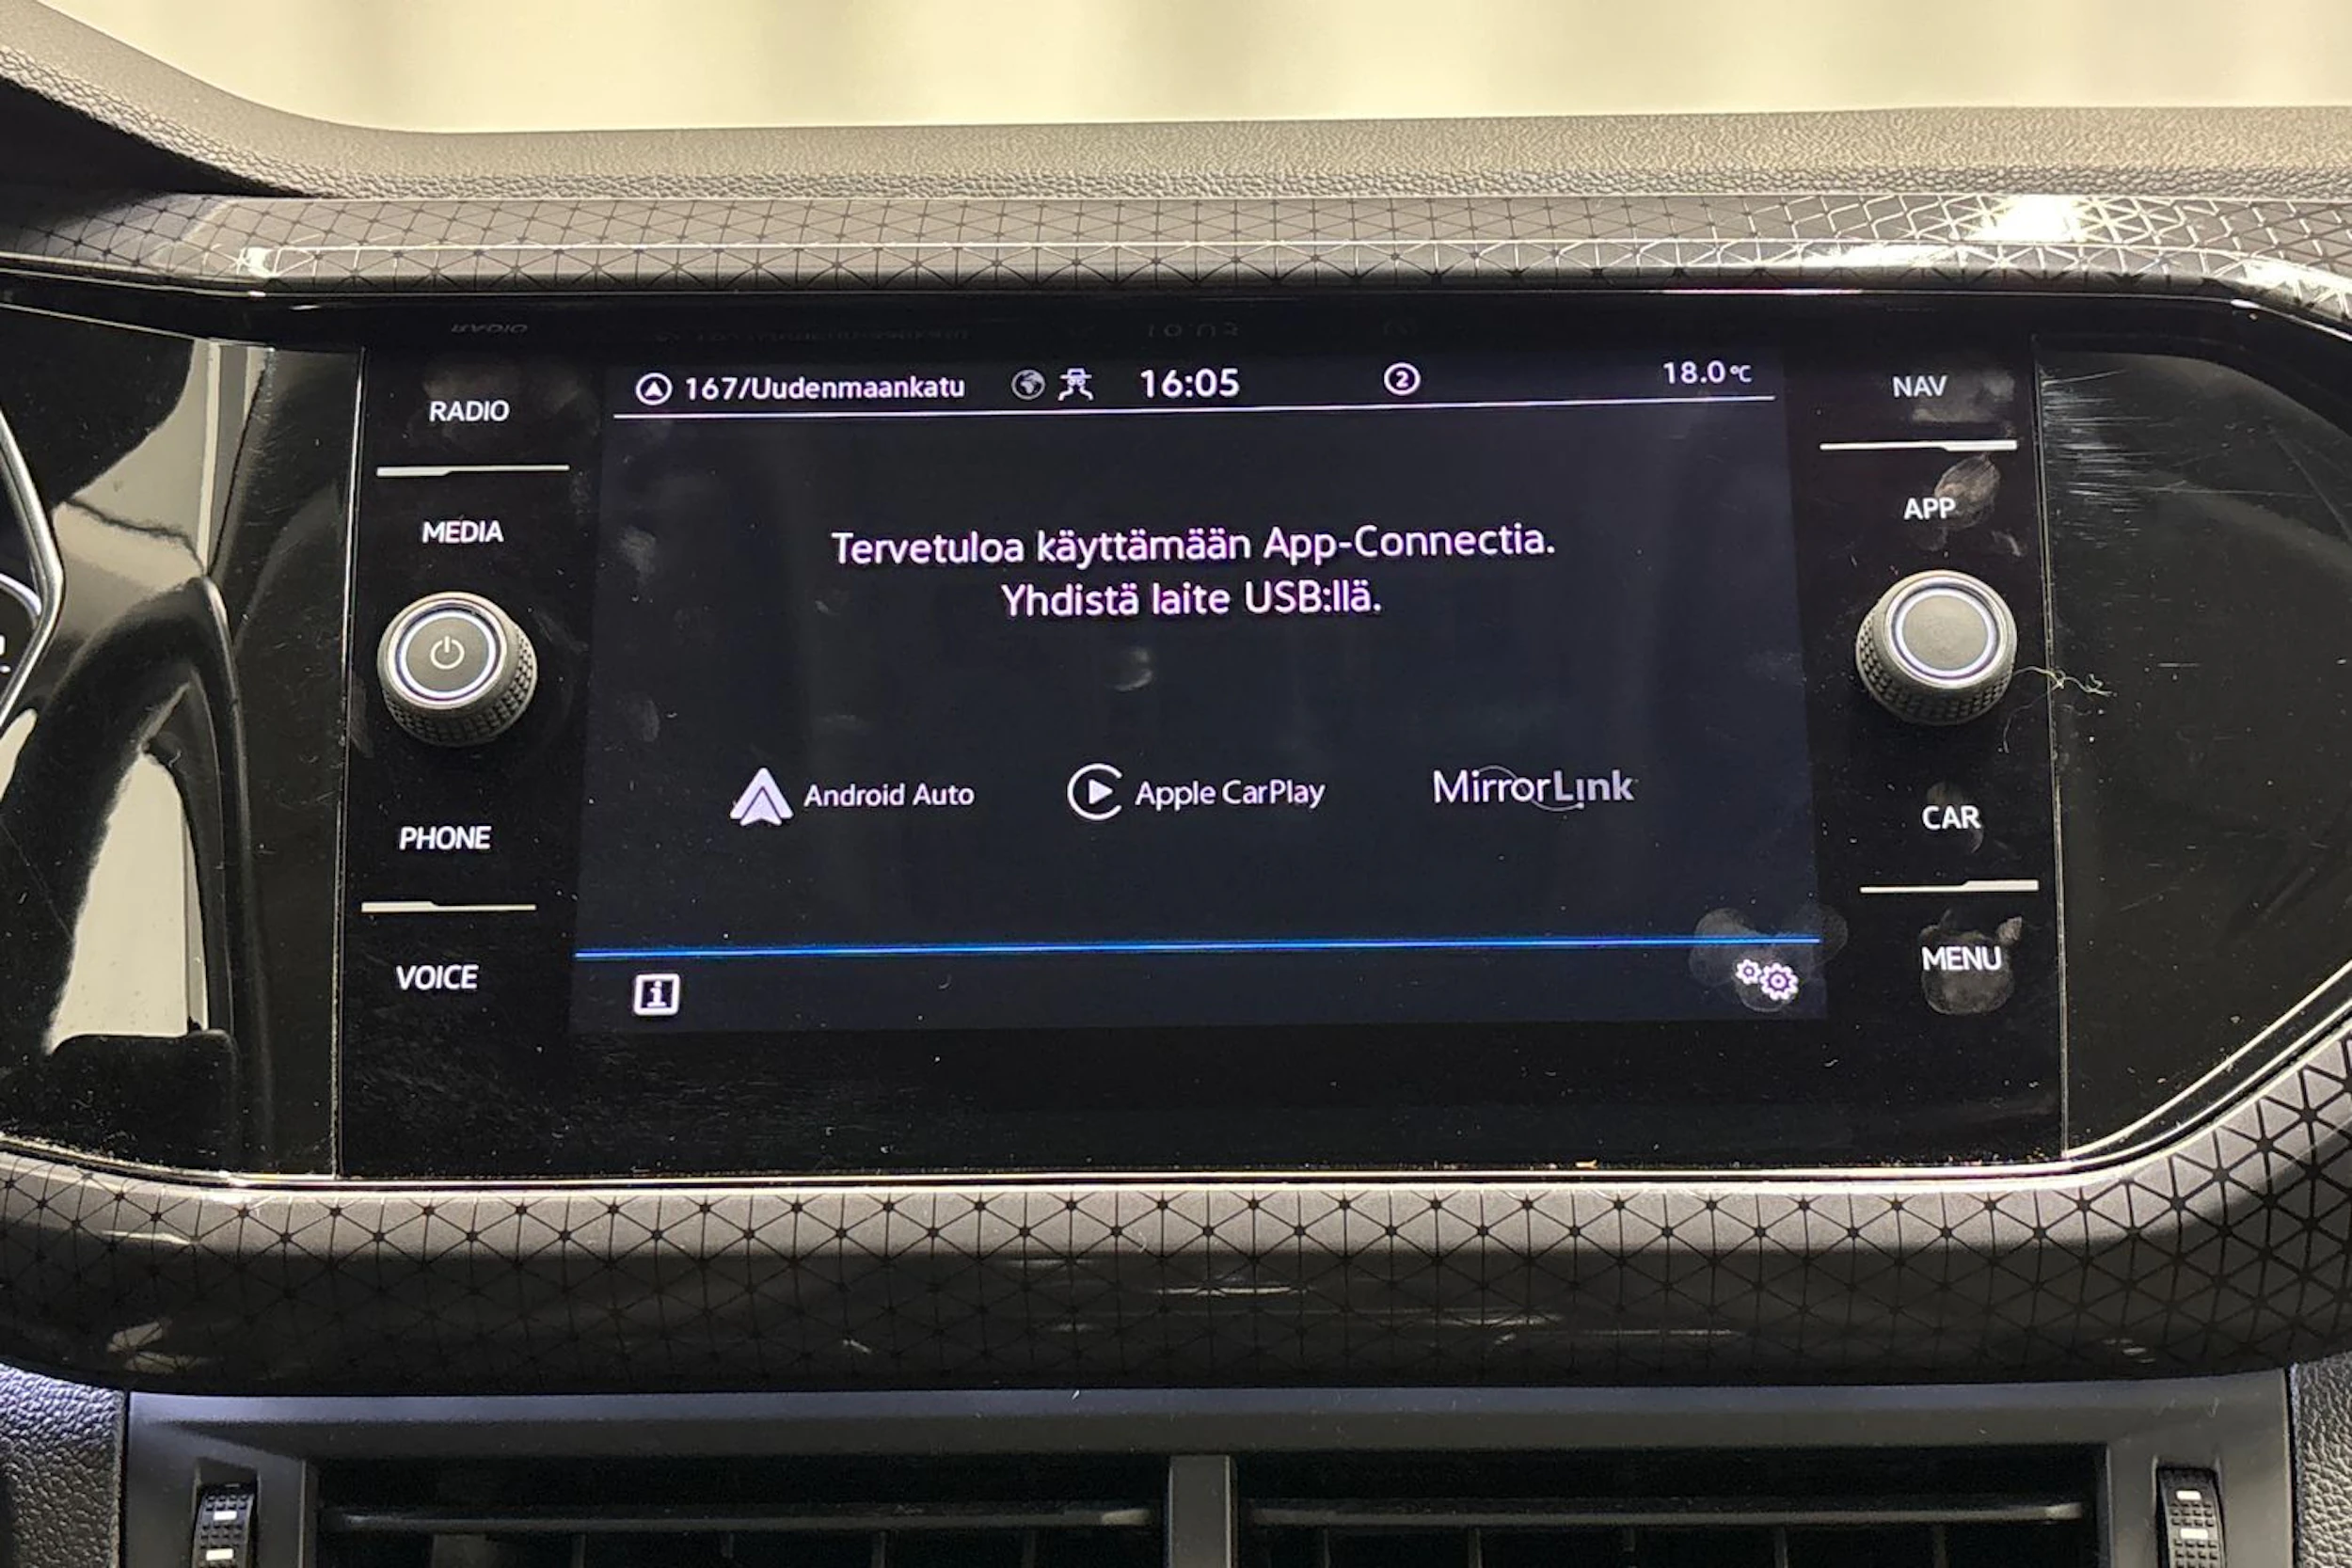 RADIO
MEDIA
PHONE
VOICE
167/Uudenmaankatu 16:05 2 18.0°C
Tervetuloa käyttämään App-Connectia.
Yhdistä laite USB:llä.
Android Auto Apple CarPlay MirrorLink
i
NAV
APP
CAR
MENU